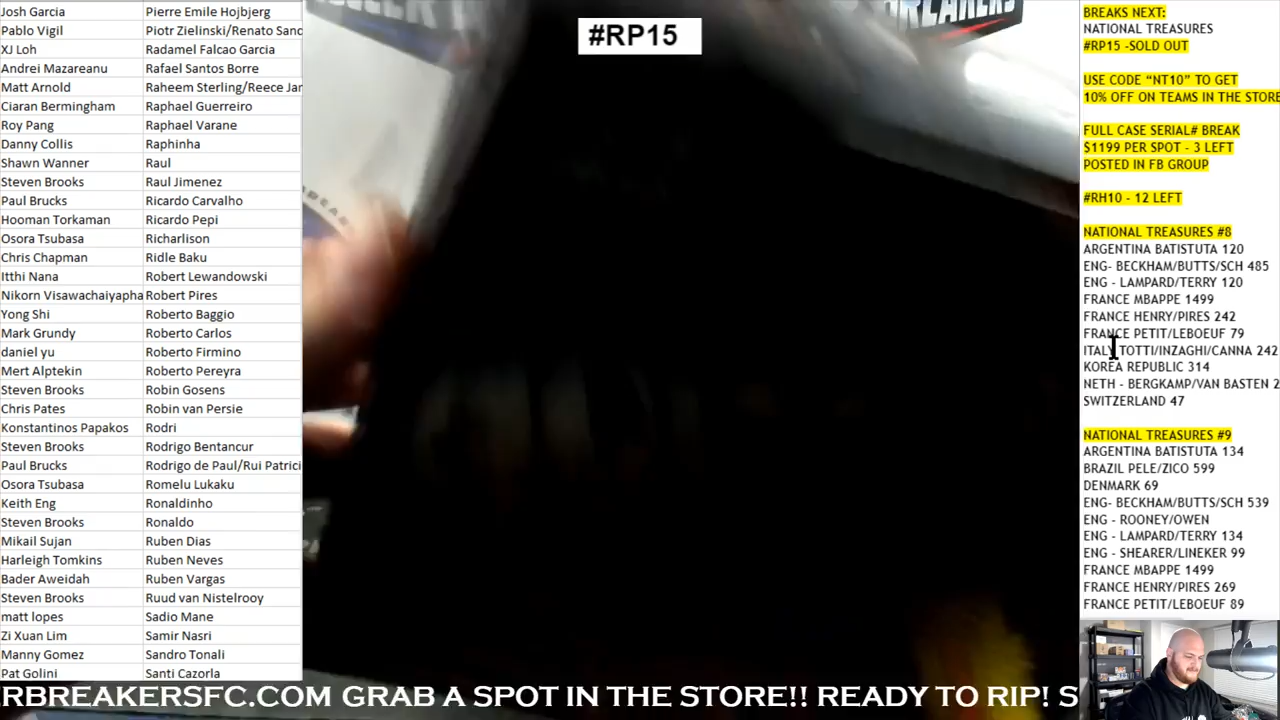 Josh Garcia Pierre Emile Hojbjerg
Pablo Vigil Piotr Zielinski/Renato Sanc
XJ Loh Radamel Falcao Garcia
Andrei Mazareanu Rafael Santos Borre
Matt Arnold Raheem Sterling/Reece Jar
Ciaran Bermingham Raphael Guerreiro
Roy Pang Raphael Varane
Danny Collis Raphinha
Shawn Wanner Raul
Steven Brooks Raul Jimenez
Paul Brucks Ricardo Carvalho
Hooman Torkaman Ricardo Pepi
Osora Tsubasa Richarlison
Chris Chapman Ridle Baku
Itthi Nana Robert Lewandowski
Nikorn Visawachaiyapha Robert Pires
Yong Shi Roberto Baggio
Mark Grundy Roberto Carlos
daniel yu Roberto Firmino
Mert Alptekin Roberto Pereyra
Steven Brooks Robin Gosens
Chris Pates Robin van Persie
Konstantinos Papakos Rodri
Steven Brooks Rodrigo Bentancur
Paul Brucks Rodrigo de Paul/Rui Patrici
Osora Tsubasa Romelu Lukaku
Keith Eng Ronaldinho
Steven Brooks Ronaldo
Mikail Sujan Ruben Dias
Harleigh Tomkins Ruben Neves
Bader Aweidah Ruben Vargas
Steven Brooks Ruud van Nistelrooy
matt lopes Sadio Mane
Zi Xuan Lim Samir Nasri
Manny Gomez Sandro Tonali
Pat Golini Santi Cazorla
#RP15
BREAKERS
BREAKS NEXT:
NATIONAL TREASURES
#RP15 -SOLD OUT
USE CODE “NT10” TO GET
10% OFF ON TEAMS IN THE STORE
FULL CASE SERIAL# BREAK
$1199 PER SPOT - 3 LEFT
POSTED IN FB GROUP
#RH10 - 12 LEFT
NATIONAL TREASURES #8
ARGENTINA BATISTUTA 120
ENG- BECKHAM/BUTTS/SCH 485
ENG - LAMPARD/TERRY 120
FRANCE MBAPPE 1499
FRANCE HENRY/PIRES 242
FRANCE PETIT/LEBOEUF 79
ITALY TOTTI/INZAGHI/CANNA 242
KOREA REPUBLIC 314
NETH - BERGKAMP/VAN BASTEN 2
SWITZERLAND 47
NATIONAL TREASURES #9
ARGENTINA BATISTUTA 134
BRAZIL PELE/ZICO 599
DENMARK 69
ENG- BECKHAM/BUTTS/SCH 539
ENG - ROONEY/OWEN
ENG - LAMPARD/TERRY 134
ENG - SHEARER/LINEKER 99
FRANCE MBAPPE 1499
FRANCE HENRY/PIRES 269
FRANCE PETIT/LEBOEUF 89
RBREAKERSFC.COM GRAB A SPOT IN THE STORE!! READY TO RIP! S